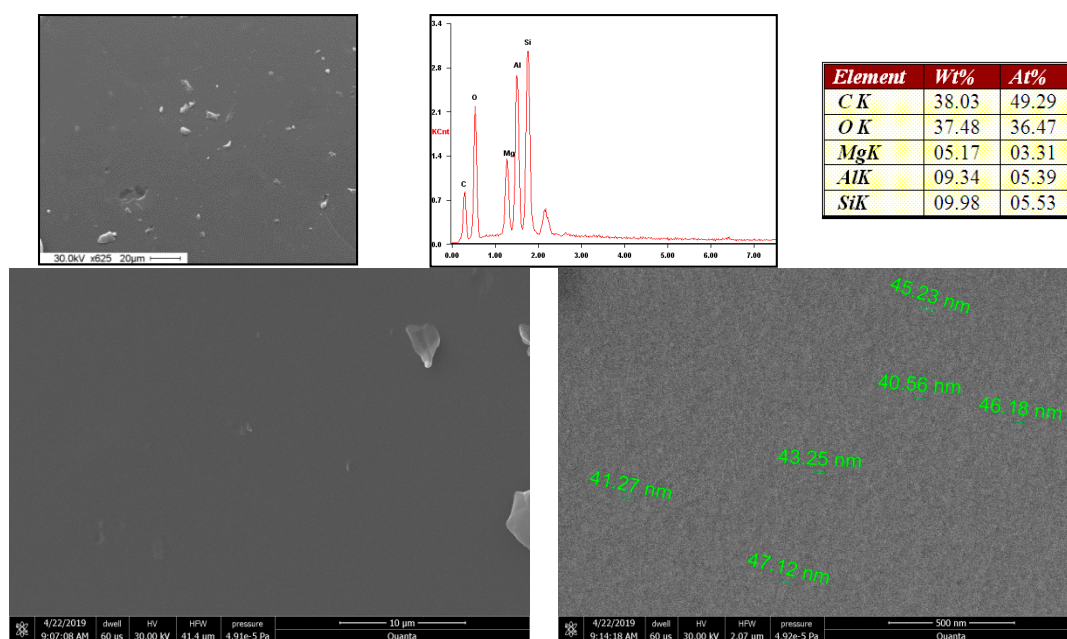 30.0kV x625 20µm
3.4
2.8
2.1
KCnt
1.4
0.7
0.0
C
O
Mg
Al
Si
0.00 1.00 2.00 3.00 4.00 5.00 6.00 7.00
Element Wt% At%
C K 38.03 49.29
O K 37.48 36.47
MgK 05.17 03.31
AlK 09.34 05.39
SiK 09.98 05.53
45.23 nm
40.56 nm
46.18 nm
43.25 nm
41.27 nm
47.12 nm
4/22/2019 dwell HV HFW pressure 10 µm
9:07:08 AM 60 µs 30.00 kV 41.4 µm 4.91e-5 Pa Quanta
4/22/2019 dwell HV HFW pressure 500 nm
9:14:18 AM 60 µs 30.00 kV 2.07 µm 4.92e-5 Pa Quanta